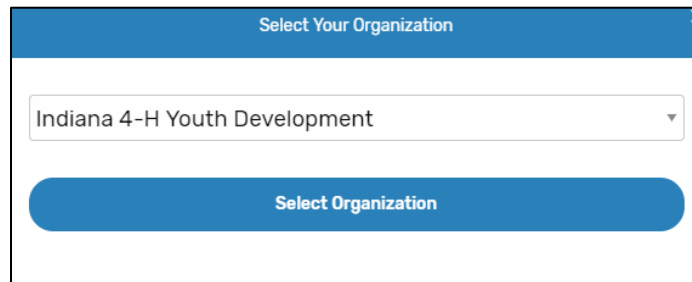 Select Your Organization
Indiana 4-H Youth Development
Select Organization